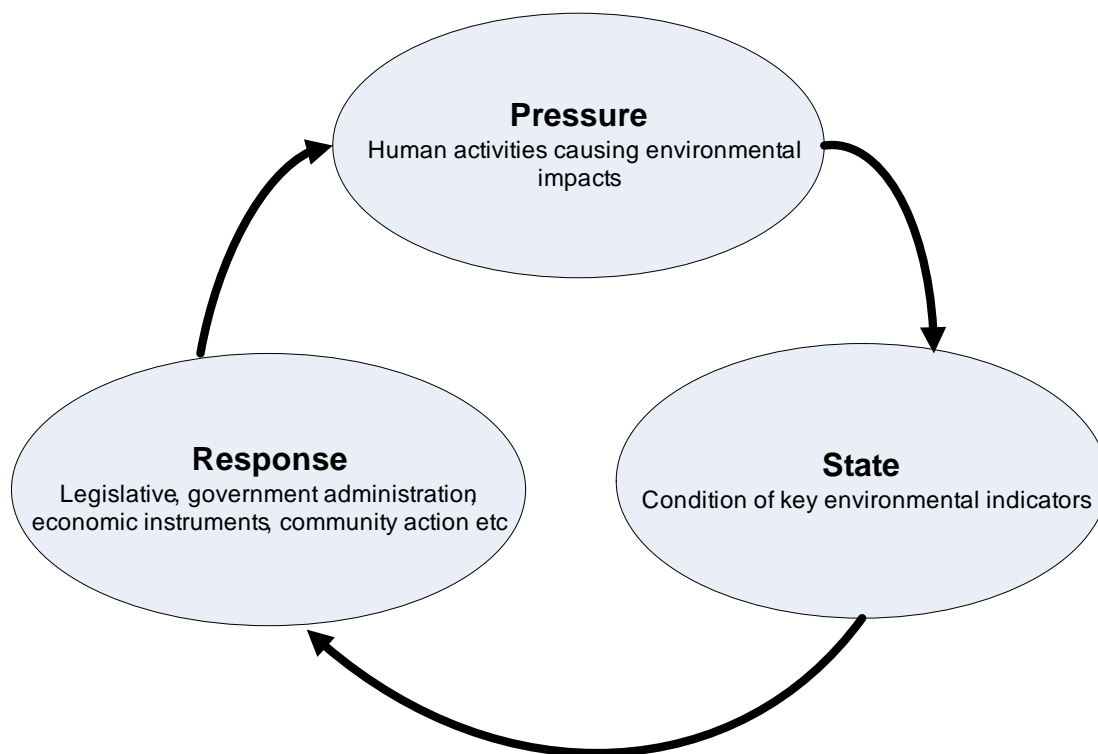 Pressure
Human activities causing environmental
impacts
Response
Legislative, government administration,
economic instruments, community action etc
State
Condition of key environmental indicators